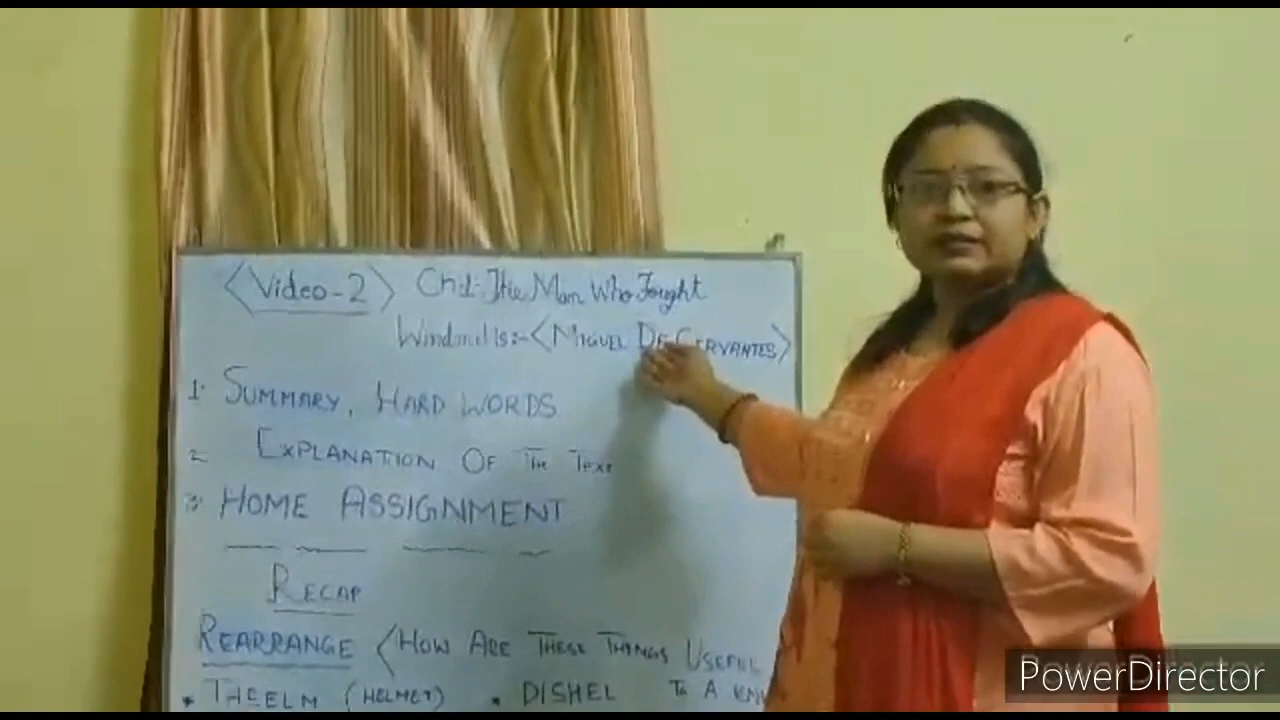 <Video-2> Ch-1:- The Man Who Fought
Windmills:- <MIGUEL DE CERVANTES>
1. SUMMARY, HARD WORDS
2. EXPLANATION OF THE TEXT
3. HOME ASSIGNMENT
RECAP
REARRANGE <HOW ARE THESE THINGS USEFUL
* THEELM (HELMET) * DISHEL TO A
PowerDirector